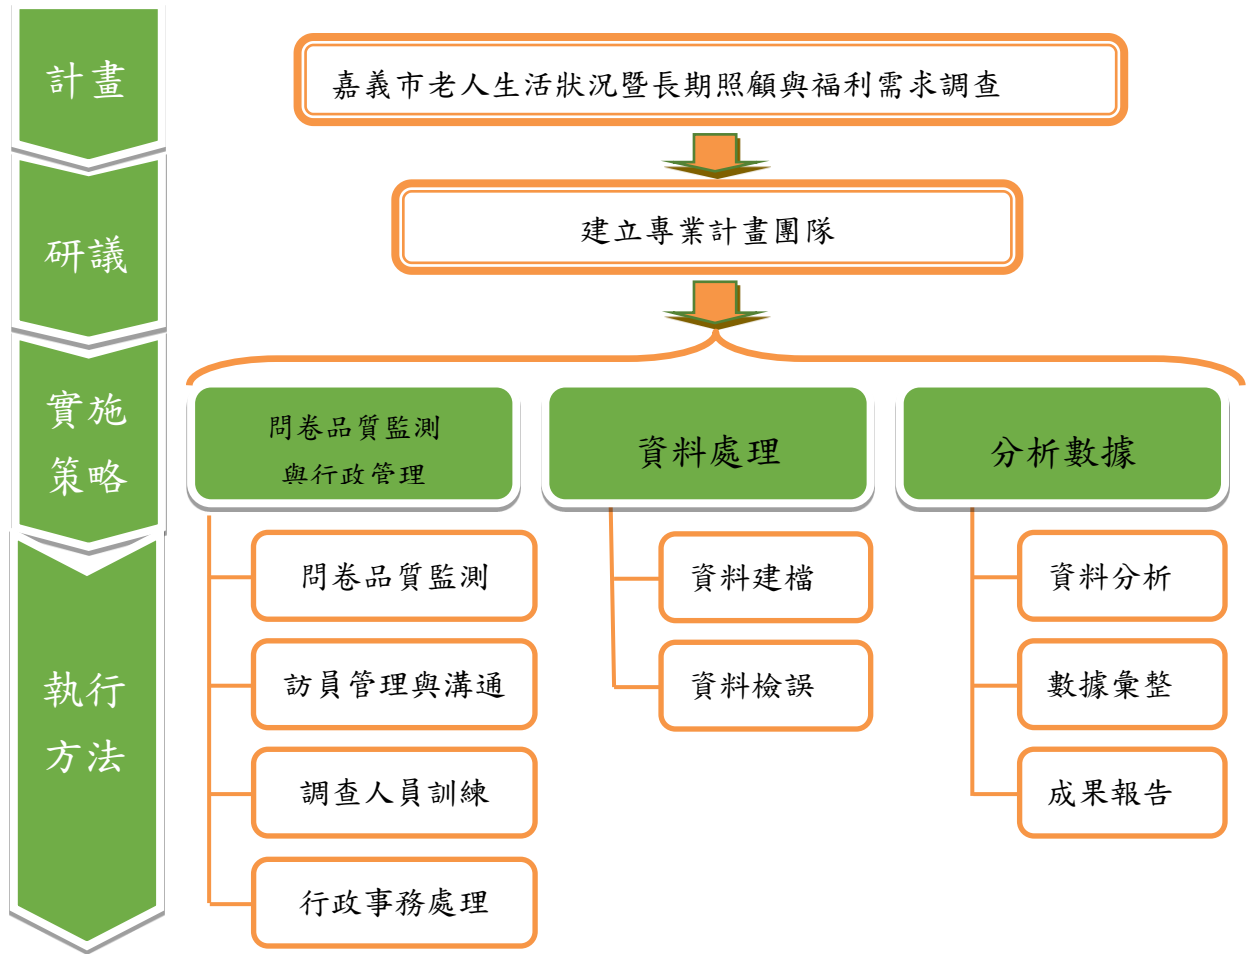 計畫
嘉義市老人生活狀況暨長期照顧與福利需求調查
研議
建立專業計畫團隊
實施
策略
問卷品質監測
與行政管理
資料處理
分析數據
執行
方法
問卷品質監測
訪員管理與溝通
調查人員訓練
行政事務處理
資料建檔
資料檢誤
資料分析
數據彙整
成果報告